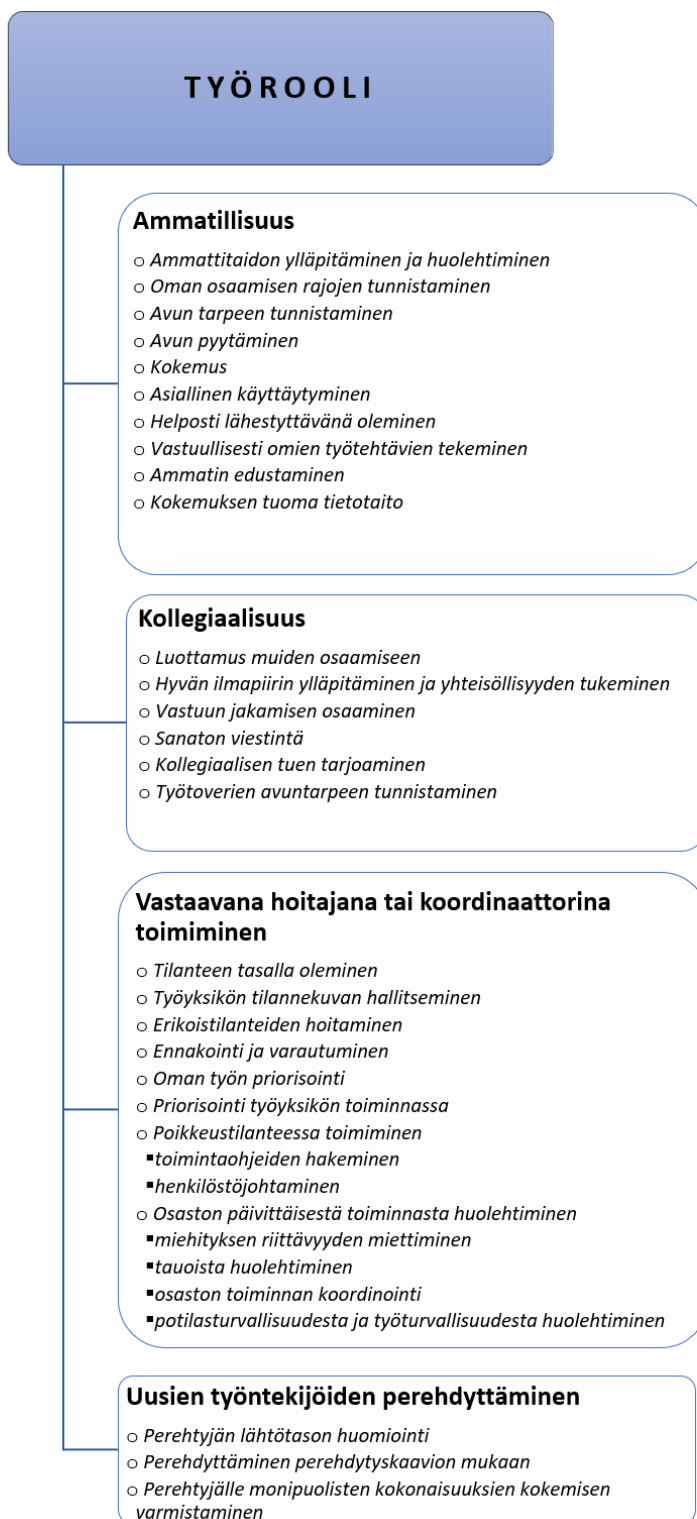 TYÖROOLI
Ammatillisuus
o Ammattitaidon ylläpitäminen ja huolehtiminen
o Oman osaamisen rajojen tunnistaminen
o Avun tarpeen tunnistaminen
o Avun pyytäminen
o Kokemus
o Asiallinen käyttäytyminen
o Helposti lähestyttävänä oleminen
o Vastuullisesti omien työtehtävien tekeminen
o Ammatin edustaminen
o Kokemuksen tuoma tietotaito
Kollegiaalisuus
o Luottamus muiden osaamiseen
o Hyvän ilmapiirin ylläpitäminen ja yhteisöllisyyden tukeminen
o Vastuun jakamisen osaaminen
o Sanaton viestintä
o Kollegiaalisen tuen tarjoaminen
o Työtoverien avuntarpeen tunnistaminen
Vastaavana hoitajana tai koordinaattorina
toimiminen
o Tilanteen tasalla oleminen
o Työyksikön tilannekuvan hallitseminen
o Erikoistilanteiden hoitaminen
o Ennakointi ja varautuminen
o Oman työn priorisointi
o Priorisointi työyksikön toiminnassa
o Poikkeustilanteessa toimiminen
▪toimintaohjeiden hakeminen
▪henkilöstöjohtaminen
o Osaston päivittäisestä toiminnasta huolehtiminen
▪miehityksen riittävyyden miettiminen
▪tauoista huolehtiminen
▪osaston toiminnan koordinointi
▪potilasturvallisuudesta ja työturvallisuudesta huolehtiminen
Uusien työntekijöiden perehdyttäminen
o Perehtyjän lähtötason huomiointi
o Perehdyttäminen perehdytyskaavion mukaan
o Perehtyjälle monipuolisten kokonaisuuksien kokemisen
varmistaminen